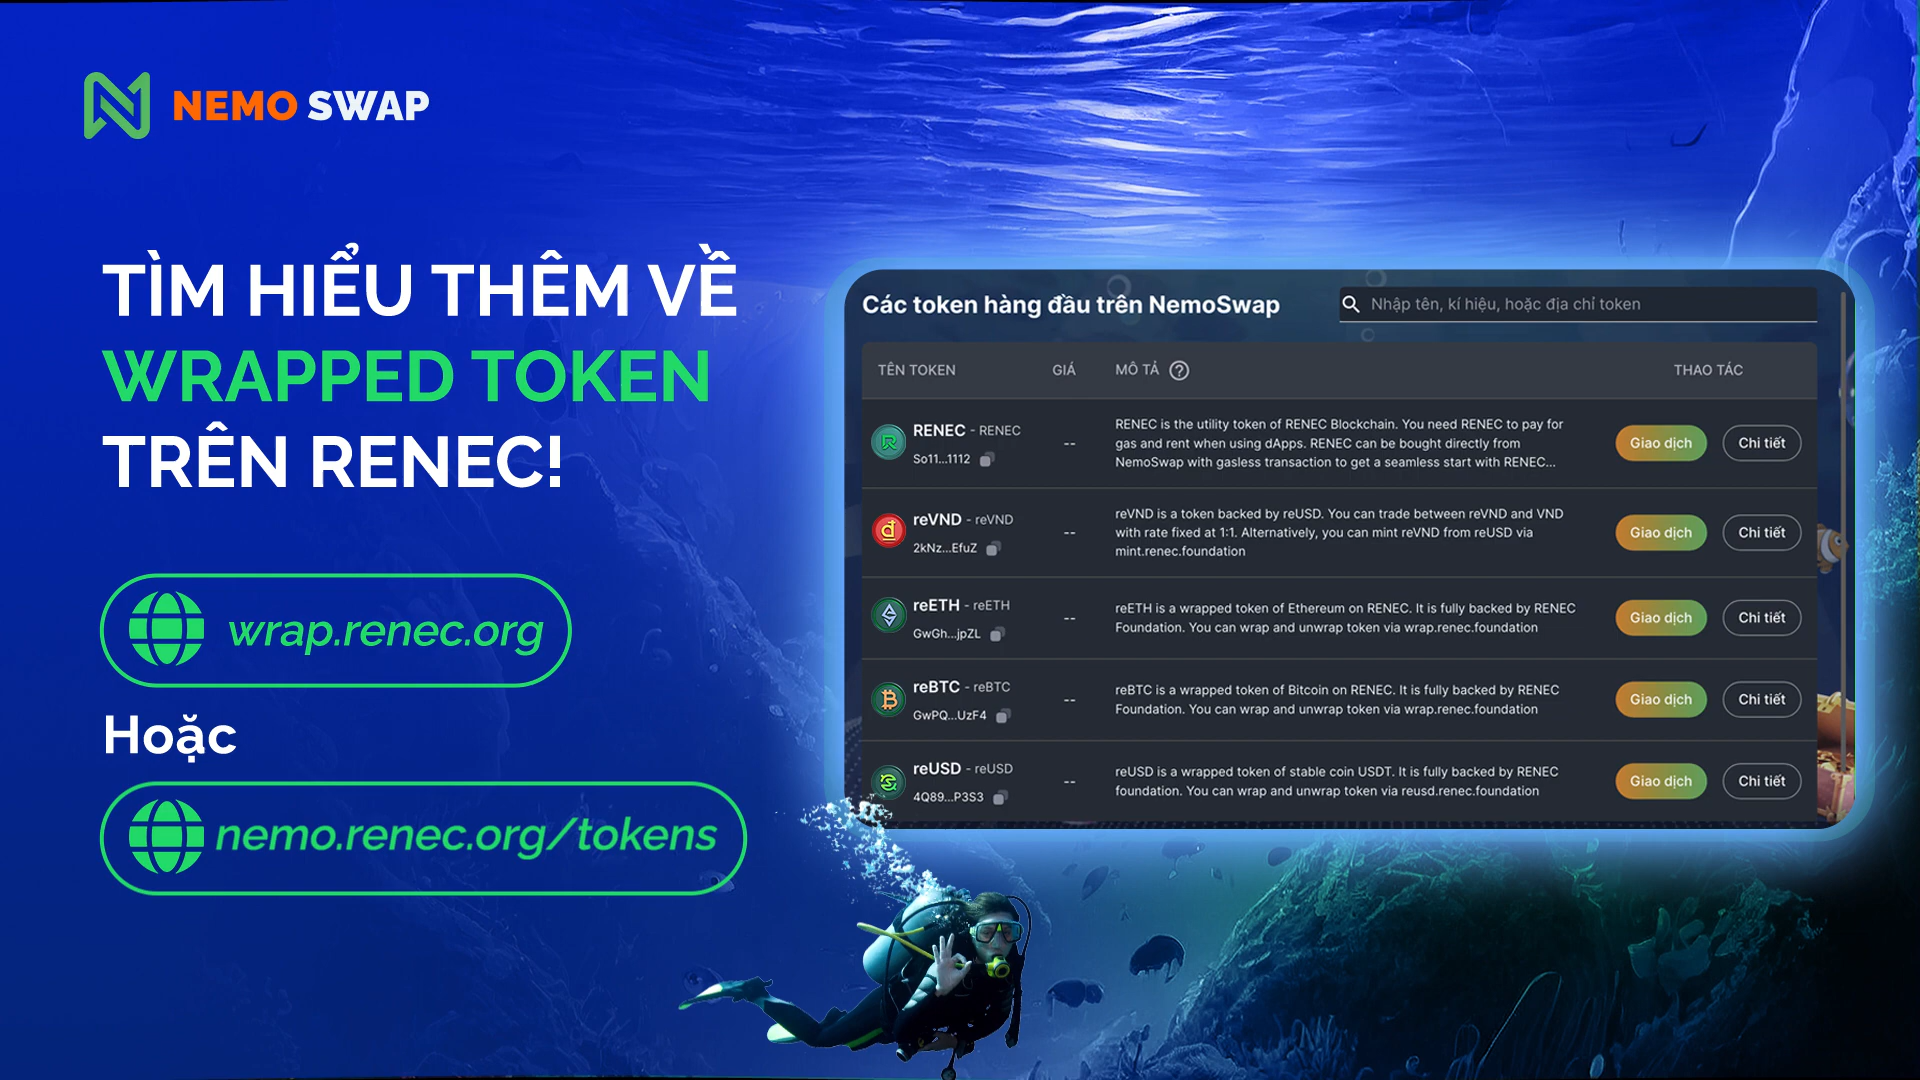 NEMO SWAP
TÌM HIỂU THÊM VỀ
WRAPPED TOKEN
TRÊN RENEC!
wrap.renec.org
Hoặc
nemo.renec.org/tokens
Các token hàng đầu trên NemoSwap
Nhập tên, kí hiệu, hoặc địa chỉ token
TÊN TOKEN GIÁ MÔ TẢ ? THAO TÁC
RENEC - RENEC
So11...1112
--
RENEC is the utility token of RENEC Blockchain. You need RENEC to pay for
gas and rent when using dApps. RENEC can be bought directly from
NemoSwap with gasless transaction to get a seamless start with RENEC...
Giao dịch Chi tiết
reVND - reVND
2kNz...EfuZ
--
reVND is a token backed by reUSD. You can trade between reVND and VND
with rate fixed at 1:1. Alternatively, you can mint reVND from reUSD via
mint.renec.foundation
Giao dịch Chi tiết
reETH - reETH
GwGh...jpZL
--
reETH is a wrapped token of Ethereum on RENEC. It is fully backed by RENEC
Foundation. You can wrap and unwrap token via wrap.renec.foundation
Giao dịch Chi tiết
reBTC - reBTC
GwPQ...UzF4
--
reBTC is a wrapped token of Bitcoin on RENEC. It is fully backed by RENEC
Foundation. You can wrap and unwrap token via wrap.renec.foundation
Giao dịch Chi tiết
reUSD - reUSD
4Q89...P3S3
--
reUSD is a wrapped token of stable coin USDT. It is fully backed by RENEC
foundation. You can wrap and unwrap token via reusd.renec.foundation
Giao dịch Chi tiết